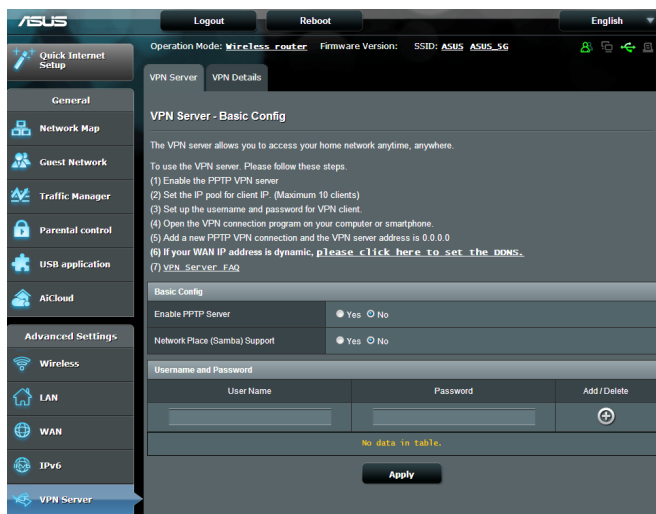 ASUS
Logout
Reboot
English
Quick Internet
Setup
Operation Mode: Wireless router Firmware Version: SSID: ASUS ASUS_5G
VPN Server
VPN Details
General
Network Map
Guest Network
Traffic Manager
Parental control
USB application
AiCloud
Advanced Settings
Wireless
LAN
WAN
IPv6
VPN Server
VPN Server - Basic Config
The VPN server allows you to access your home network anytime, anywhere.
To use the VPN server. Please follow these steps.
(1) Enable the PPTP VPN server
(2) Set the IP pool for client IP. (Maximum 10 clients)
(3) Set up the username and password for VPN client.
(4) Open the VPN connection program on your computer or smartphone.
(5) Add a new PPTP VPN connection and the VPN server address is 0.0.0.0
(6) If your WAN IP address is dynamic, please click here to set the DDNS.
(7) VPN Server FAQ
Basic Config
Enable PPTP Server Yes No
Network Place (Samba) Support Yes No
Username and Password
User Name Password Add / Delete
No data in table.
Apply